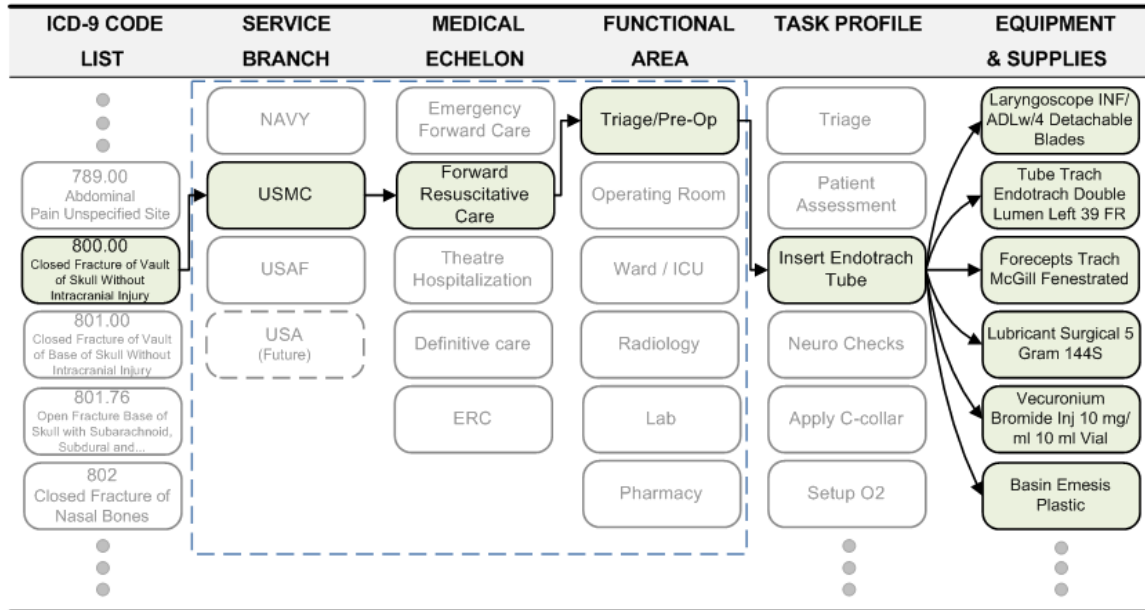 ICD-9 CODE
LIST
SERVICE
BRANCH
MEDICAL
ECHELON
FUNCTIONAL
AREA
TASK PROFILE
EQUIPMENT
& SUPPLIES
789.00
Abdominal
Pain Unspecified Site
800.00
Closed Fracture of Vault
of Skull Without
Intracranial Injury
801.00
Closed Fracture of Vault
of Base of Skull Without
Intracranial Injury
801.76
Open Fracture Base of
Skull with Subarachnoid,
Subdural and...
802
Closed Fracture of
Nasal Bones
NAVY
USMC
USAF
USA
(Future)
Emergency
Forward Care
Forward
Resuscitative
Care
Theatre
Hospitalization
Definitive care
ERC
Triage/Pre-Op
Operating Room
Ward / ICU
Radiology
Lab
Pharmacy
Triage
Patient
Assessment
Insert Endotrach
Tube
Neuro Checks
Apply C-collar
Setup O2
Laryngoscope INF/
ADLw/4 Detachable
Blades
Tube Trach
Endotrach Double
Lumen Left 39 FR
Forecepts Trach
McGill Fenestrated
Lubricant Surgical 5
Gram 144S
Vecuronium
Bromide Inj 10 mg/
ml 10 ml Vial
Basin Emesis
Plastic